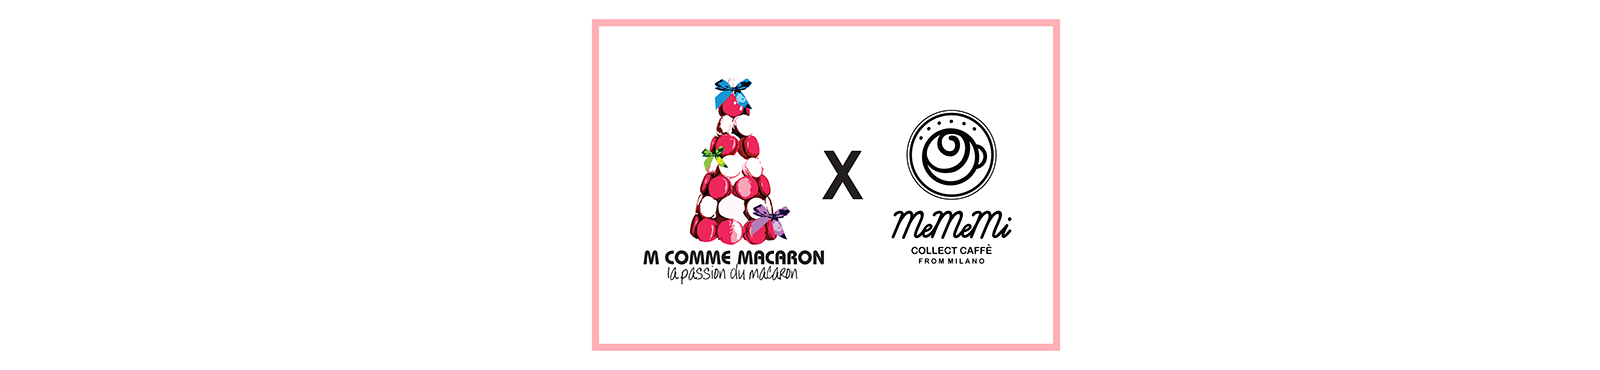 M COMME MACARON
la passion du macaron
X
MeMeMi
COLLECT CAFFÈ
FROM MILANO